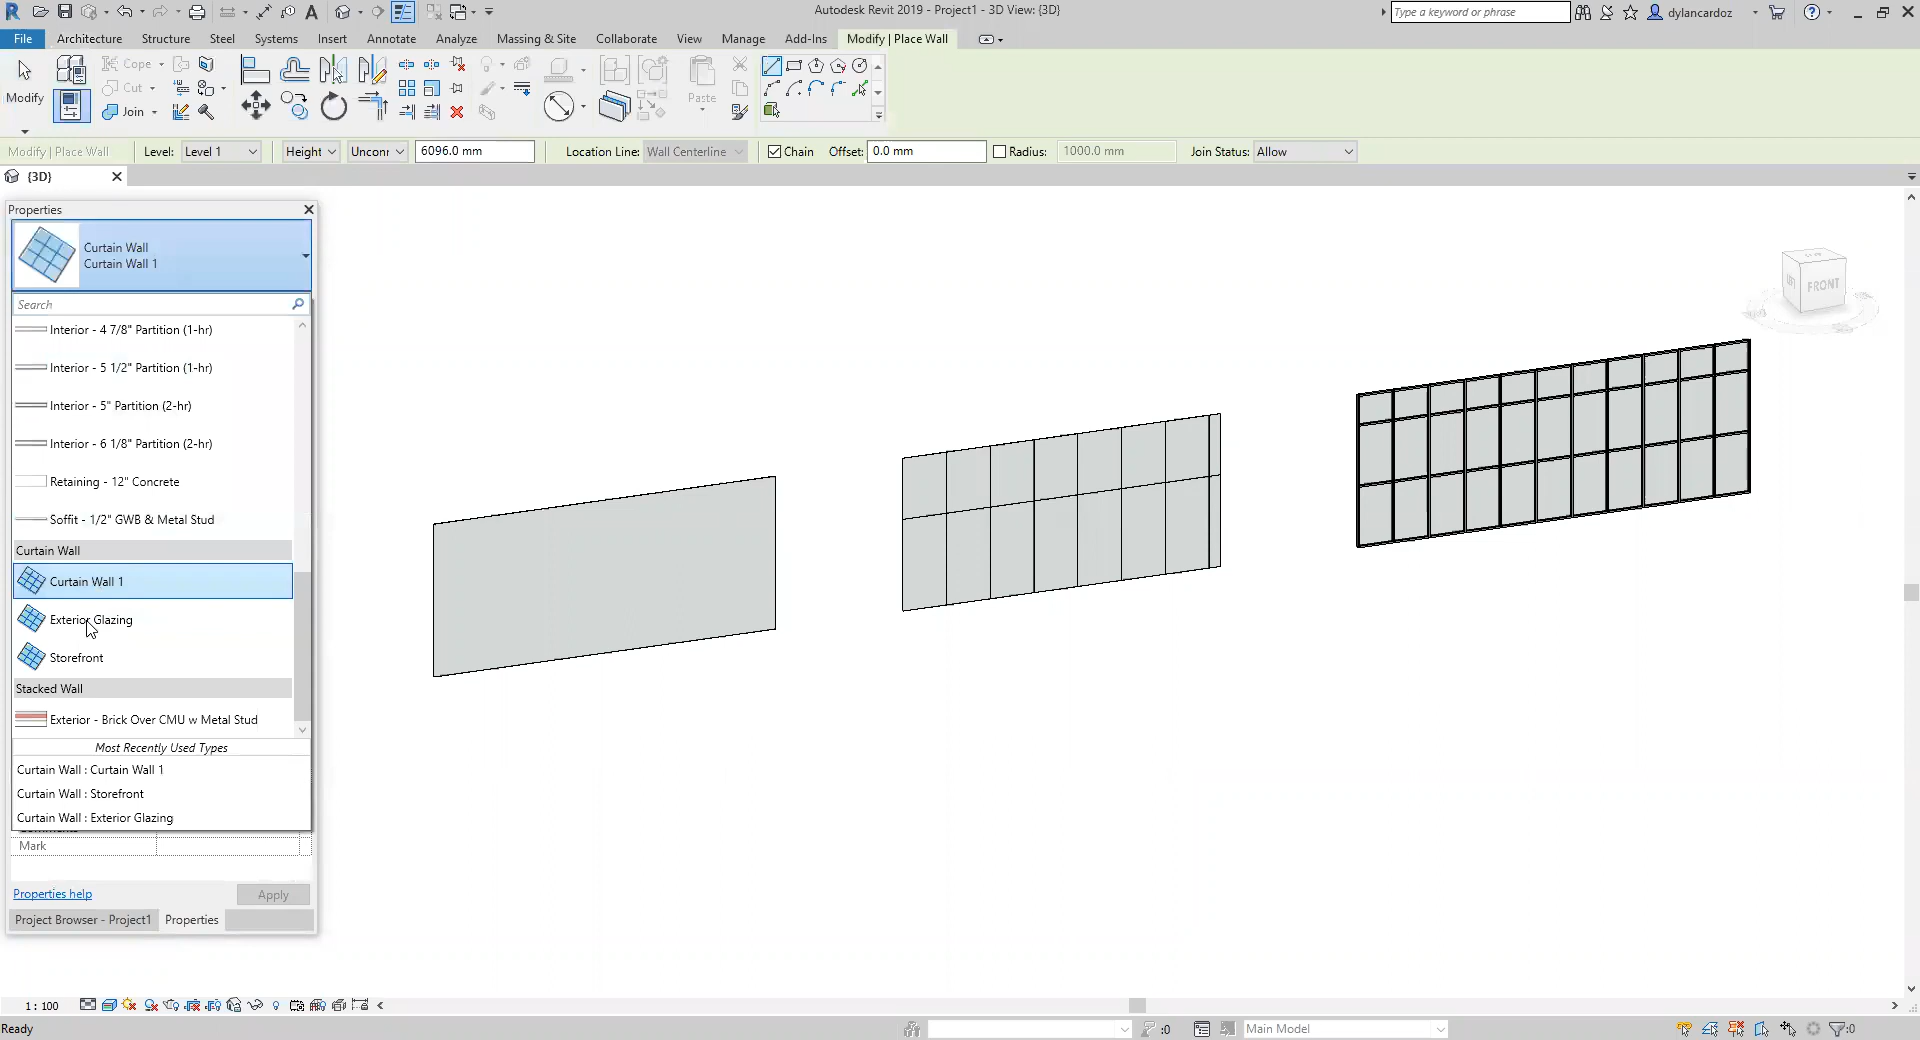 Autodesk Revit 2019 - Project1 - 3D View: {3D}
Type a keyword or phrase
dylancardoz
File
Architecture
Structure
Steel
Systems
Insert
Annotate
Analyze
Massing & Site
Collaborate
View
Manage
Add-Ins
Modify | Place Wall
Modify
Cope
Cut
Join
Paste
Modify | Place Wall
Level:
Level 1
Height
Unconr
6096.0 mm
Location Line:
Wall Centerline
Chain
Offset:
0.0 mm
Radius:
1000.0 mm
Join Status:
Allow
{3D}
Properties
Curtain Wall
Curtain Wall 1
Search
Interior - 4 7/8" Partition (1-hr)
Interior - 5 1/2" Partition (1-hr)
Interior - 5" Partition (2-hr)
Interior - 6 1/8" Partition (2-hr)
Retaining - 12" Concrete
Soffit - 1/2" GWB & Metal Stud
Curtain Wall
Curtain Wall 1
Exterior Glazing
Storefront
Stacked Wall
Exterior - Brick Over CMU w Metal Stud
Most Recently Used Types
Curtain Wall : Curtain Wall 1
Curtain Wall : Storefront
Curtain Wall : Exterior Glazing
Mark
Properties help
Apply
Project Browser - Project1
Properties
FRONT
1 : 100
Ready
:0
Main Model
:0